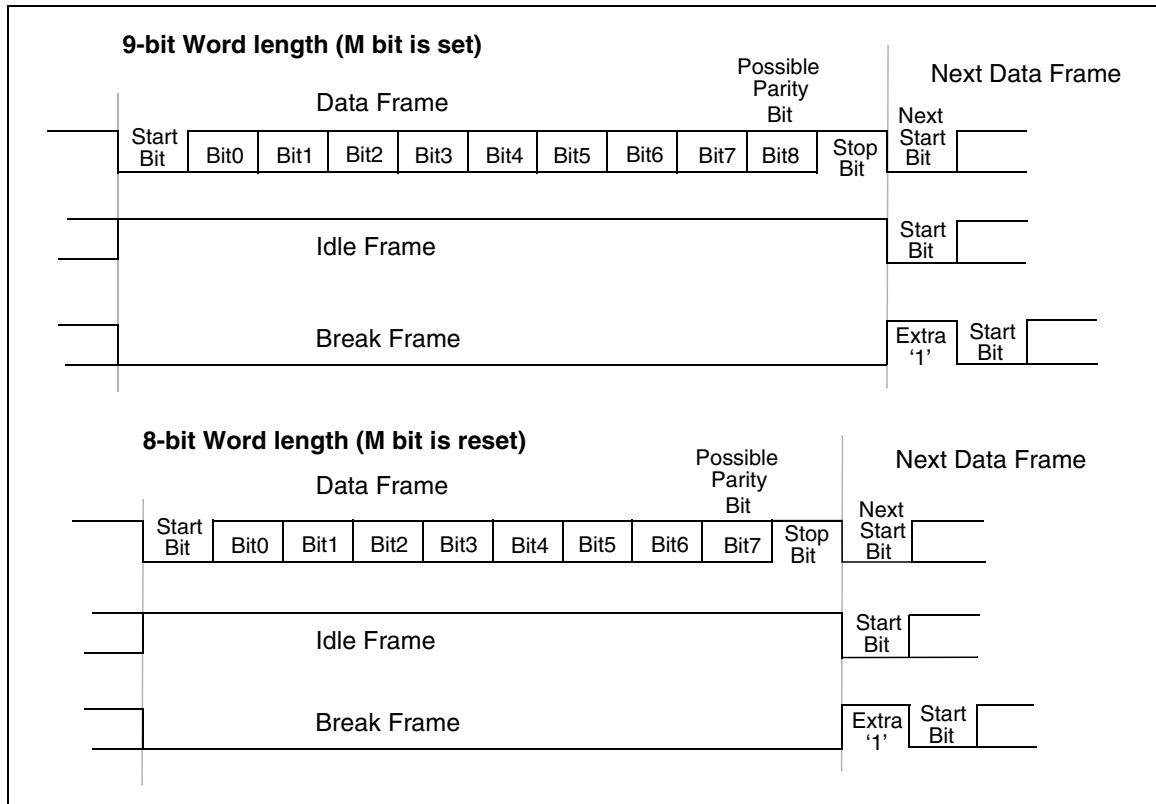 9-bit Word length (M bit is set)
Possible
Parity
Bit
Next Data Frame
Data Frame
Next
Start
Bit
Start
Bit
Bit0
Bit1
Bit2
Bit3
Bit4
Bit5
Bit6
Bit7
Bit8
Stop
Bit
Idle Frame
Start
Bit
Break Frame
Extra
‘1’
Start
Bit
8-bit Word length (M bit is reset)
Possible
Parity
Bit
Next Data Frame
Data Frame
Next
Start
Bit
Start
Bit
Bit0
Bit1
Bit2
Bit3
Bit4
Bit5
Bit6
Bit7
Stop
Bit
Idle Frame
Start
Bit
Break Frame
Extra
‘1’
Start
Bit